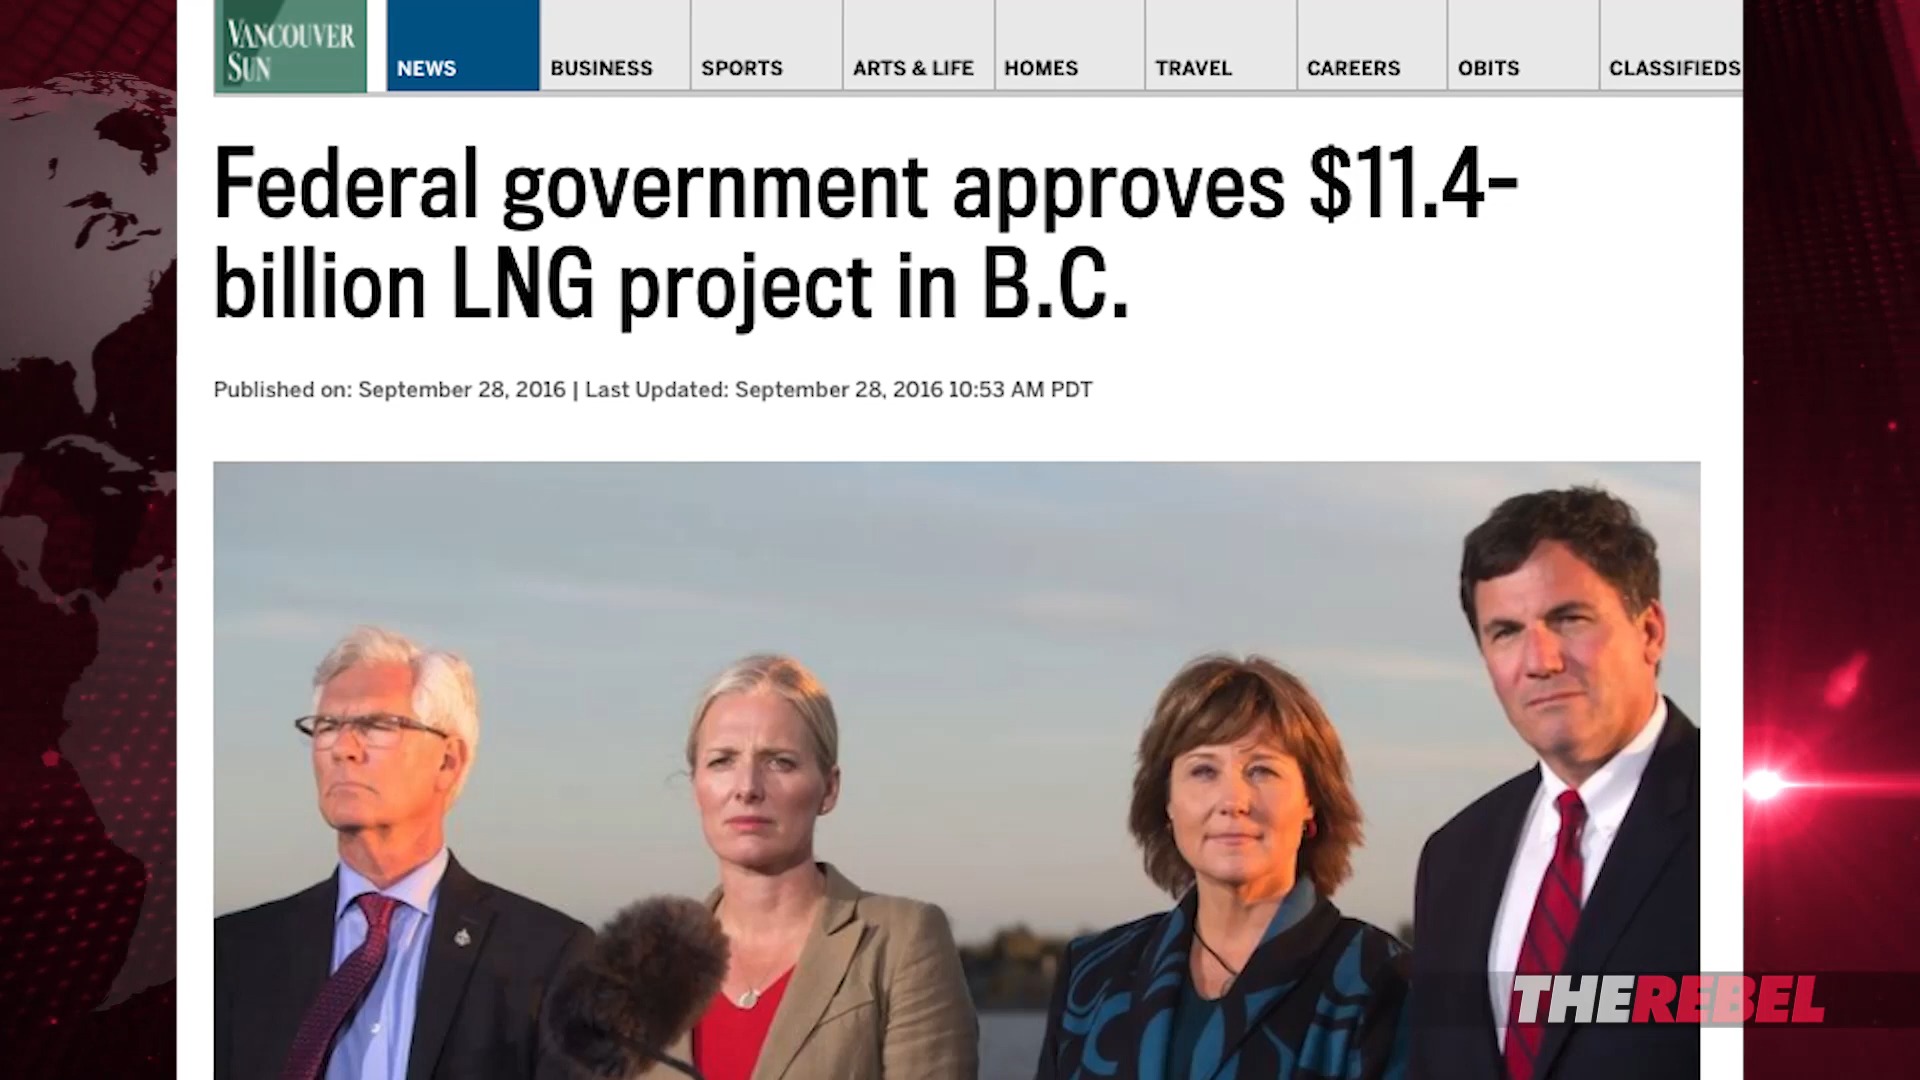 VANCOUVER
SUN
NEWS
BUSINESS
SPORTS
ARTS & LIFE
HOMES
TRAVEL
CAREERS
OBITS
CLASSIFIEDS
Federal government approves $11.4-
billion LNG project in B.C.
Published on: September 28, 2016 | Last Updated: September 28, 2016 10:53 AM PDT
THEREBEL